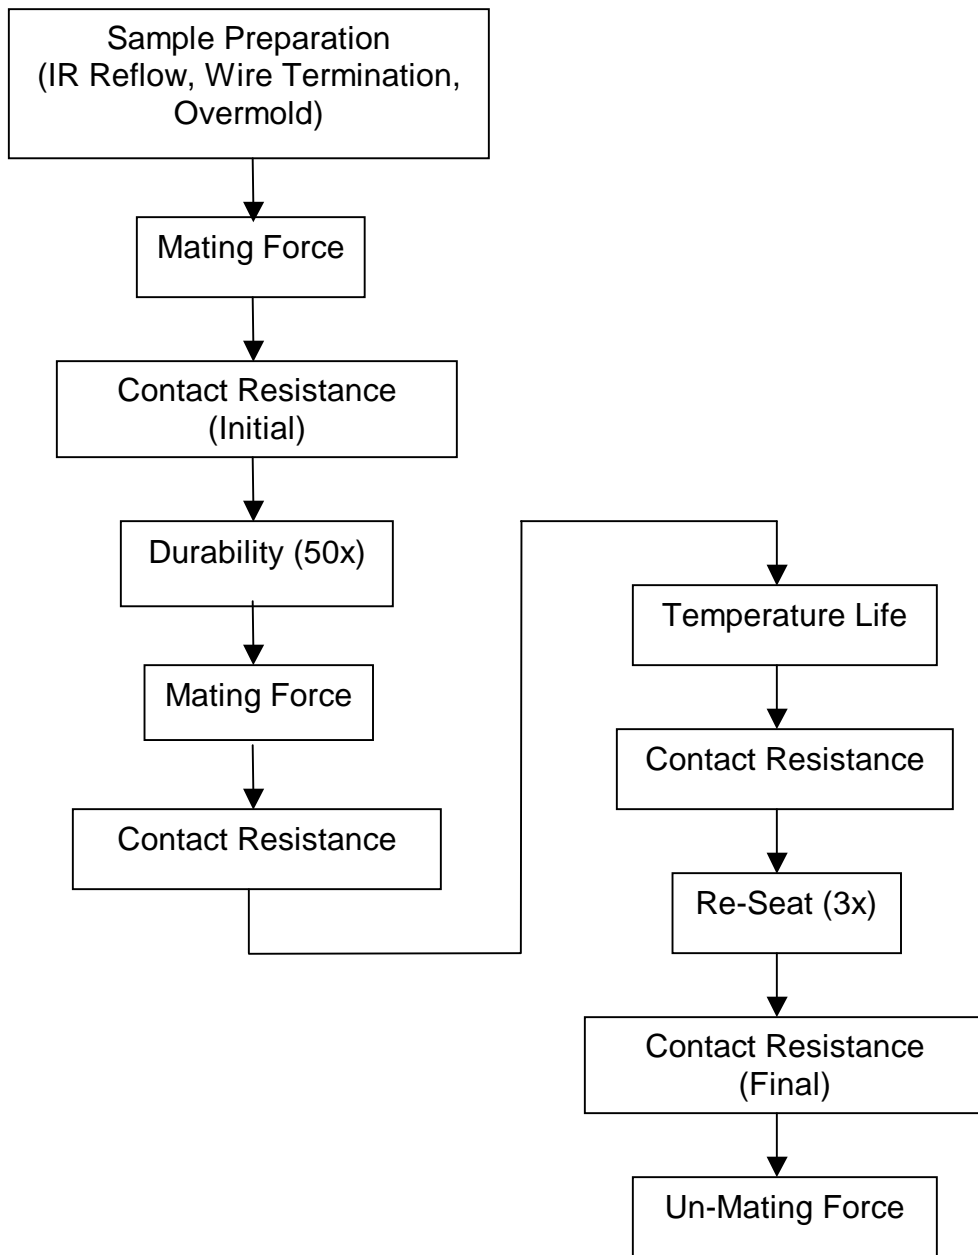 Sample Preparation
(IR Reflow, Wire Termination,
Overmold)
Mating Force
Contact Resistance
(Initial)
Durability (50x)
Mating Force
Contact Resistance
Temperature Life
Contact Resistance
Re-Seat (3x)
Contact Resistance
(Final)
Un-Mating Force